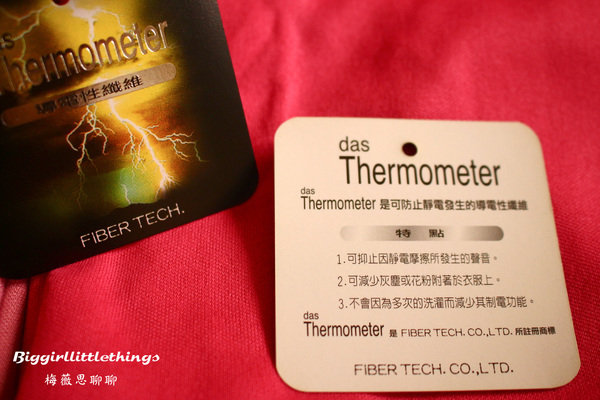 das
Thermometer
導電性纖維
FIBER TECH.
das
Thermometer
das
Thermometer 是可防止靜電發生的導電性纖維
特 點
1.可抑止因靜電摩擦所發生的聲音。
2.可減少灰塵或花粉附著於衣服上。
3.不會因為多次的洗濯而減少其制電功能。
das
Thermometer 是 FIBER TECH. CO.,LTD. 所註冊商標
FIBER TECH. CO.,LTD.
Biggirllittlethings
梅薇思聊聊